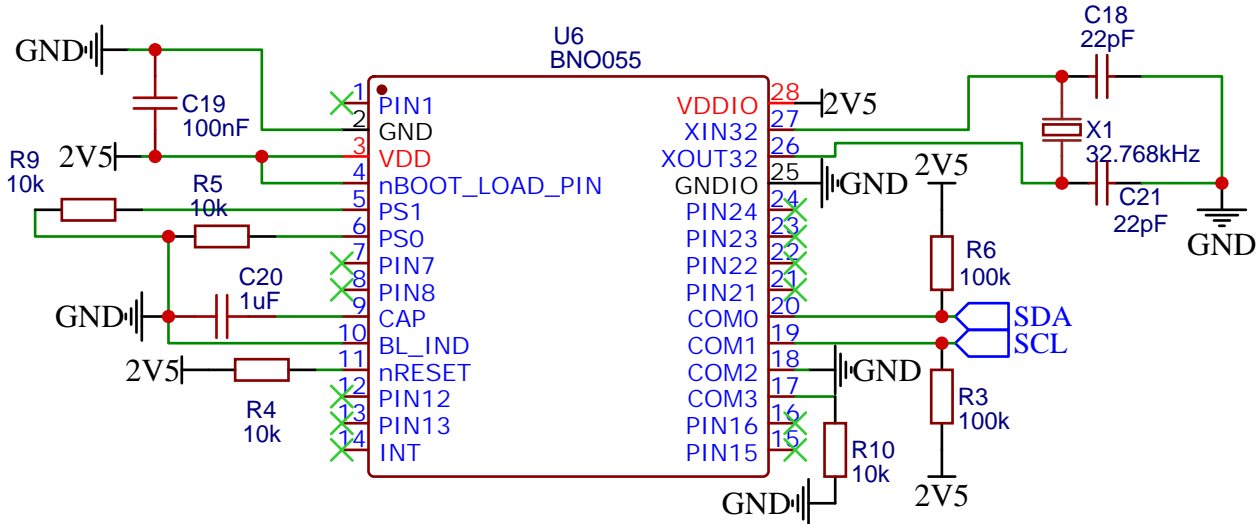 U6
BNO055
GND
C19
100nF
2V5
R9
10k
R5
10k
C20
1uF
GND
2V5
R4
10k
1 PIN1
2 GND
3 VDD
4 nBOOT_LOAD_PIN
5 PS1
6 PS0
7 PIN7
8 PIN8
9 CAP
10 BL_IND
11 nRESET
12 PIN12
13 PIN13
14 INT
VDDIO 28
XIN32 27
XOUT32 26
GNDIO 25
PIN24 24
PIN23 23
PIN22 22
PIN21 21
COM0 20
COM1 19
COM2 18
COM3 17
PIN16 16
PIN15 15
2V5
GND
C18
22pF
X1
32.768kHz
C21
22pF
GND
2V5
R6
100k
SDA
SCL
GND
R3
100k
2V5
R10
10k
GND